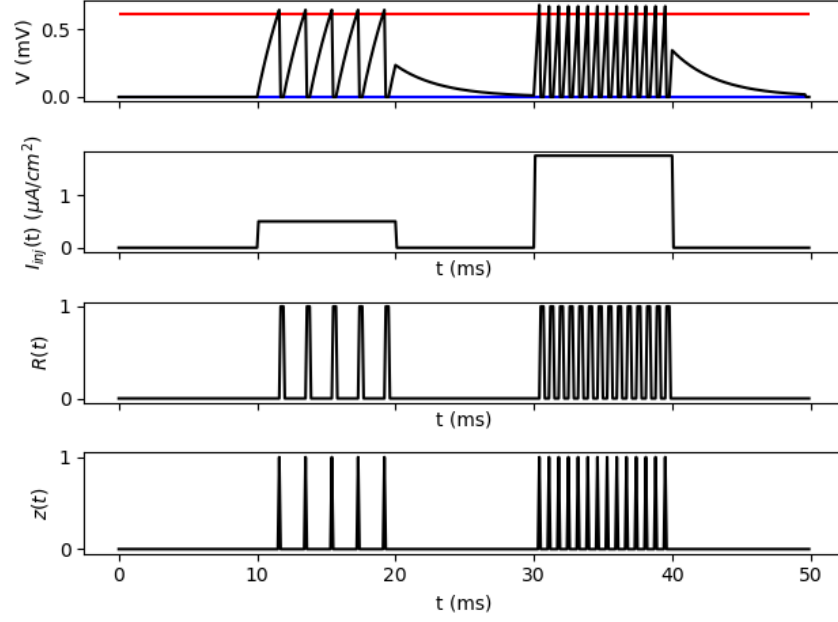 V (mV)
0.5
0.0
I_inj(t) (μA/cm²)
1
0
t (ms)
R(t)
1
0
t (ms)
z(t)
1
0
0 10 20 30 40 50
t (ms)